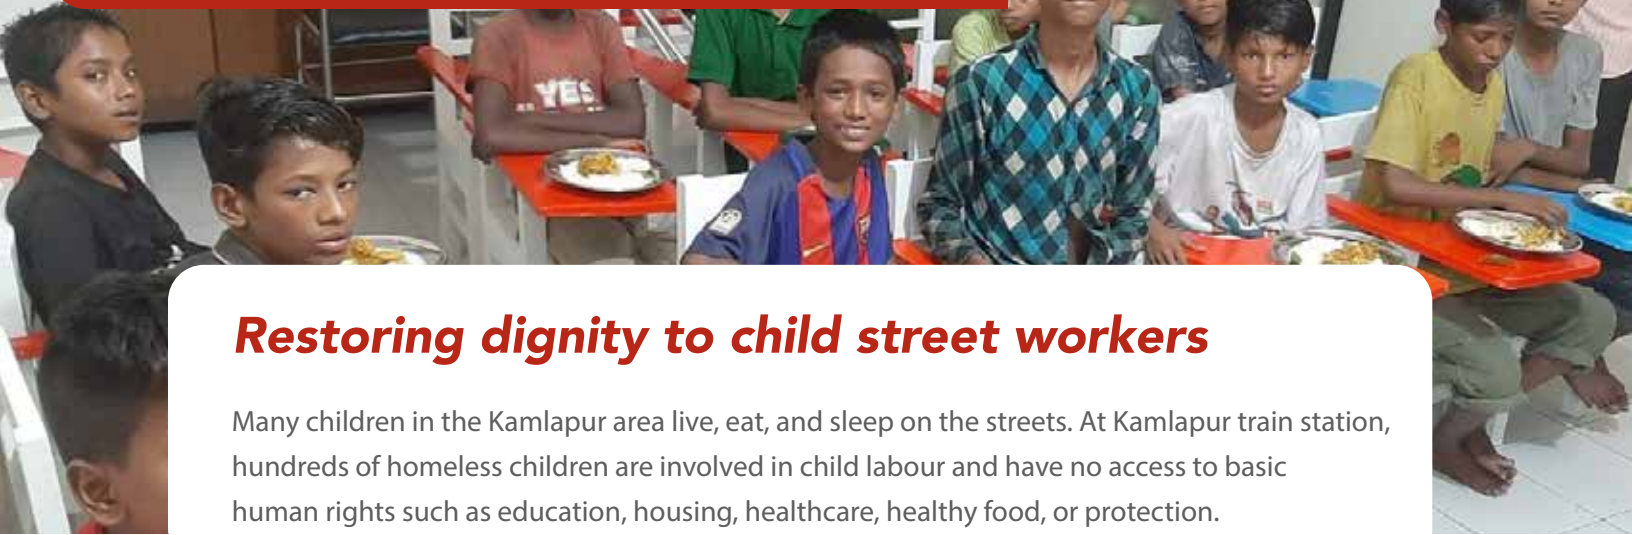 YES
Restoring dignity to child street workers
Many children in the Kamlapur area live, eat, and sleep on the streets. At Kamlapur train station,
hundreds of homeless children are involved in child labour and have no access to basic
human rights such as education, housing, healthcare, healthy food, or protection.